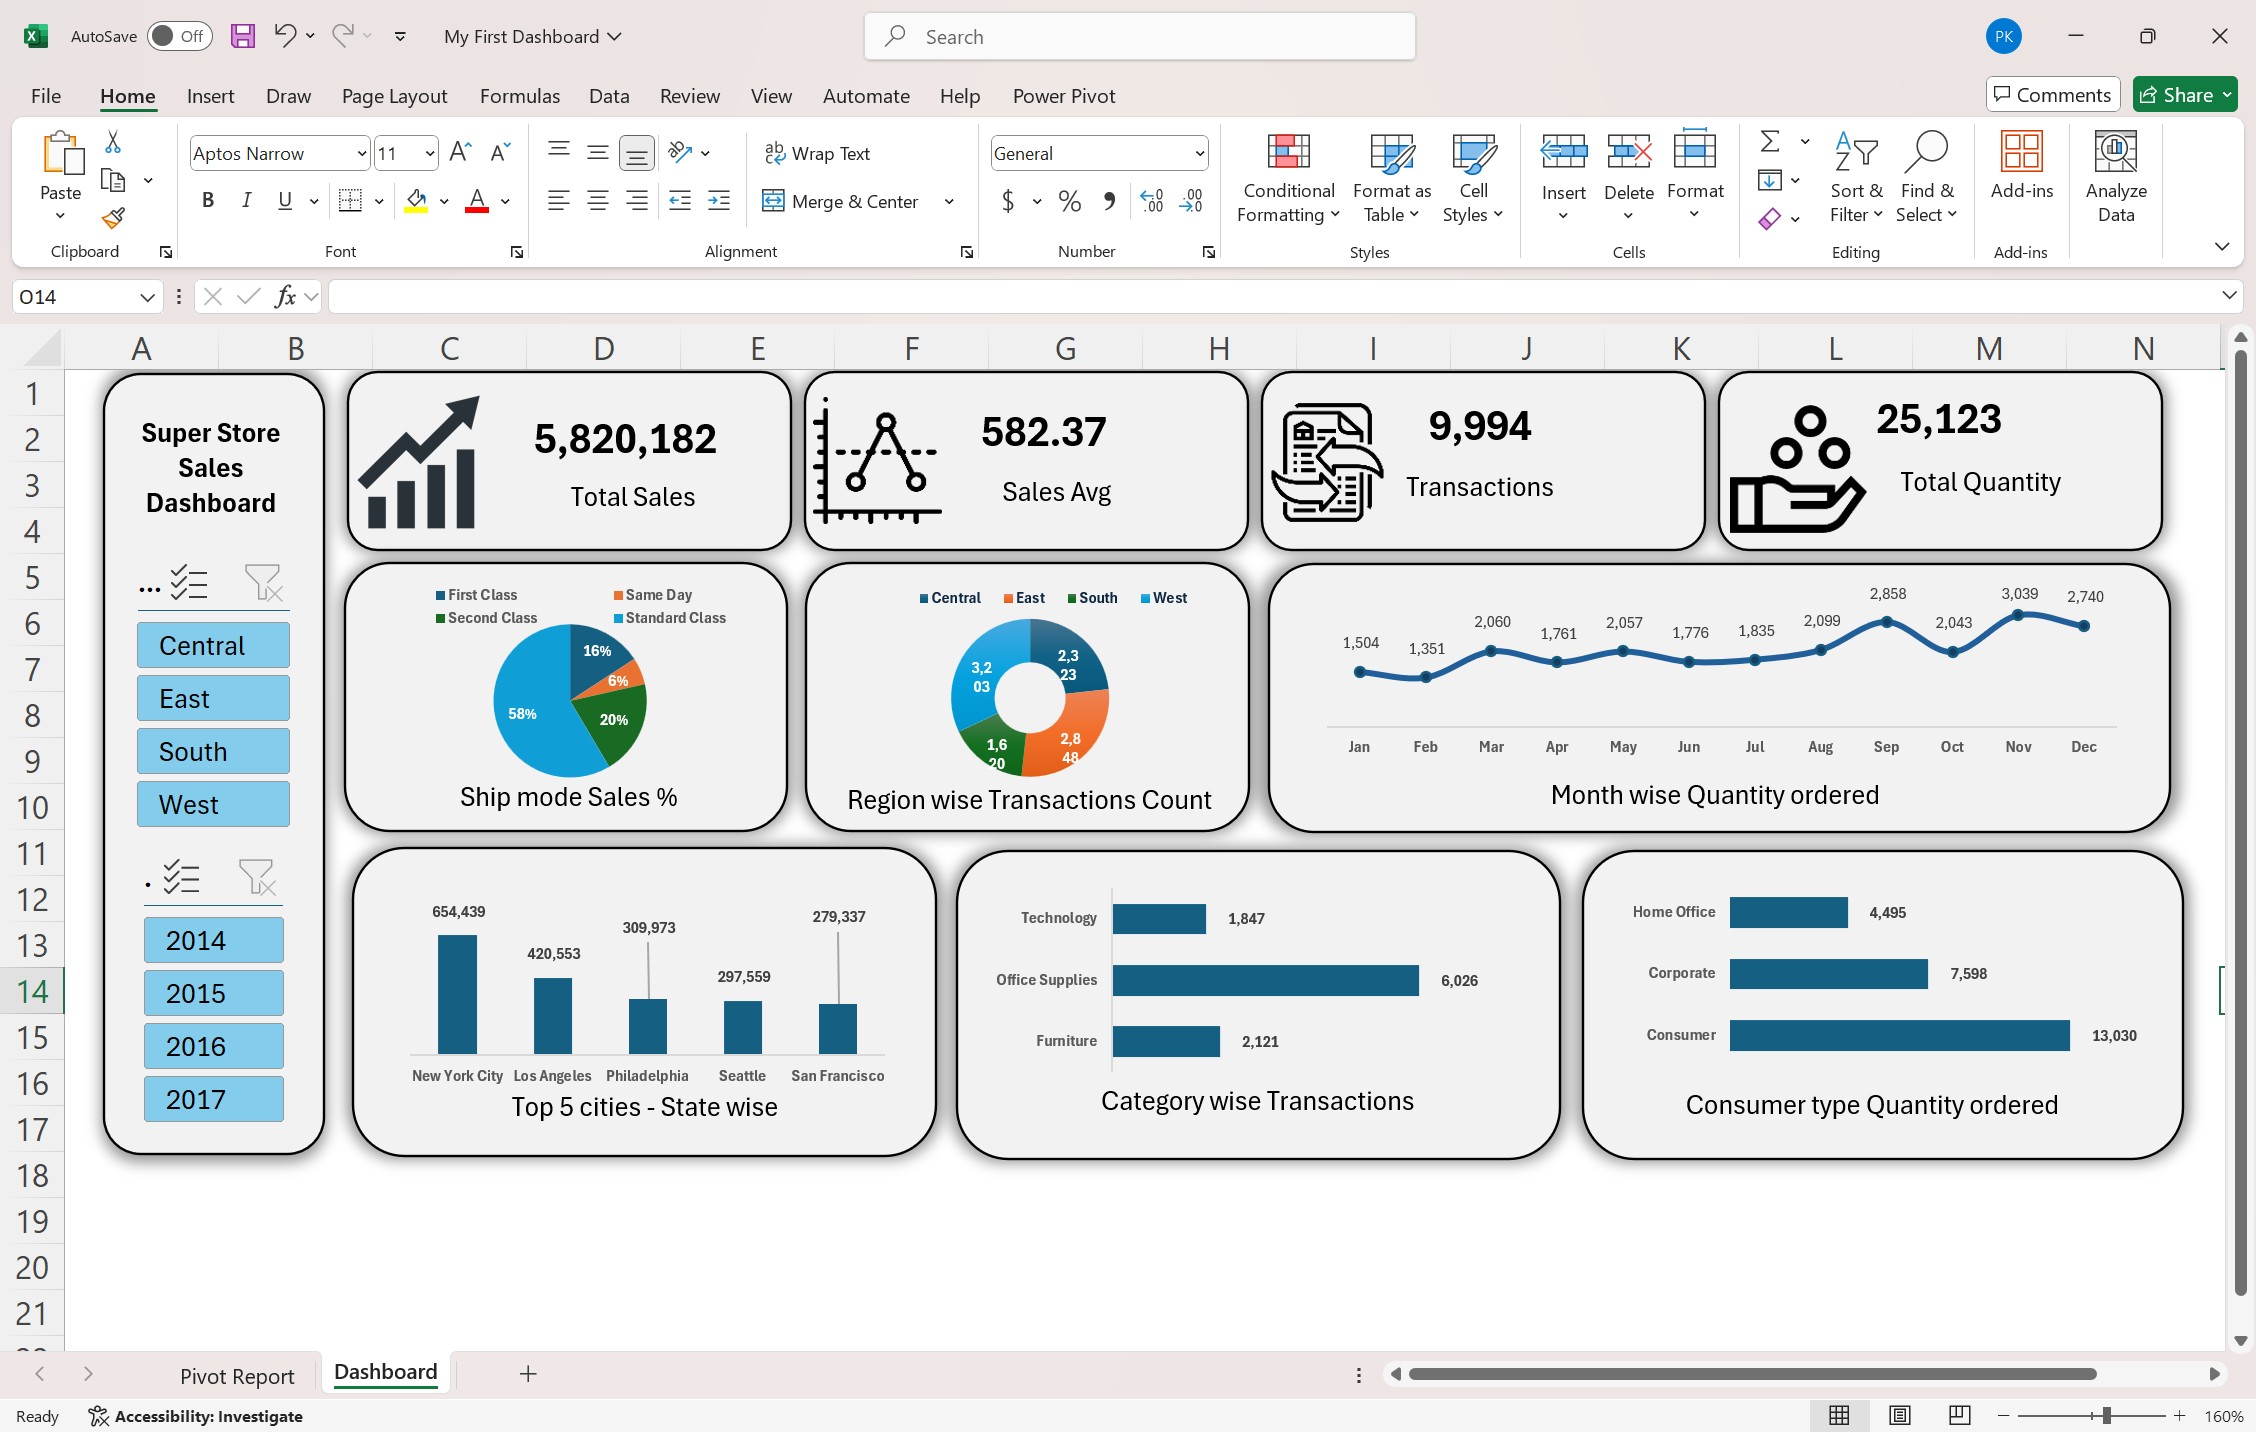 AutoSave Off My First Dashboard Search PK
File Home Insert Draw Page Layout Formulas Data Review View Automate Help Power Pivot Comments Share
Paste
Clipboard
Aptos Narrow 11
B I U A
Font
ab Wrap Text
Merge & Center
Alignment
General
$ % 9 .00 .00
Number
Conditional Formatting
Format as Table
Cell Styles
Styles
Insert Delete Format
Cells
Sort & Filter
Find & Select
Editing
Add-ins
Add-ins
Analyze Data
O14 fx
A B C D E F G H I J K L M N
1
2
3
4
5
6
7
8
9
10
11
12
13
14
15
16
17
18
19
20
21
22
Super Store
Sales
Dashboard
...
Central
East
South
West
.
2014
2015
2016
2017
5,820,182
Total Sales
582.37
Sales Avg
9,994
Transactions
25,123
Total Quantity
First Class Same Day
Second Class Standard Class
16%
6%
20%
58%
Ship mode Sales %
Central East South West
2,3
23
2,8
48
1,6
20
3,2
03
Region wise Transactions Count
1,504 1,351 2,060 1,761 2,057 1,776 1,835 2,099 2,858 2,043 3,039 2,740
Jan Feb Mar Apr May Jun Jul Aug Sep Oct Nov Dec
Month wise Quantity ordered
654,439 420,553 309,973 297,559 279,337
New York City Los Angeles Philadelphia Seattle San Francisco
Top 5 cities - State wise
Technology 1,847
Office Supplies 6,026
Furniture 2,121
Category wise Transactions
Home Office 4,495
Corporate 7,598
Consumer 13,030
Consumer type Quantity ordered
Pivot Report Dashboard
Ready Accessibility: Investigate 160%